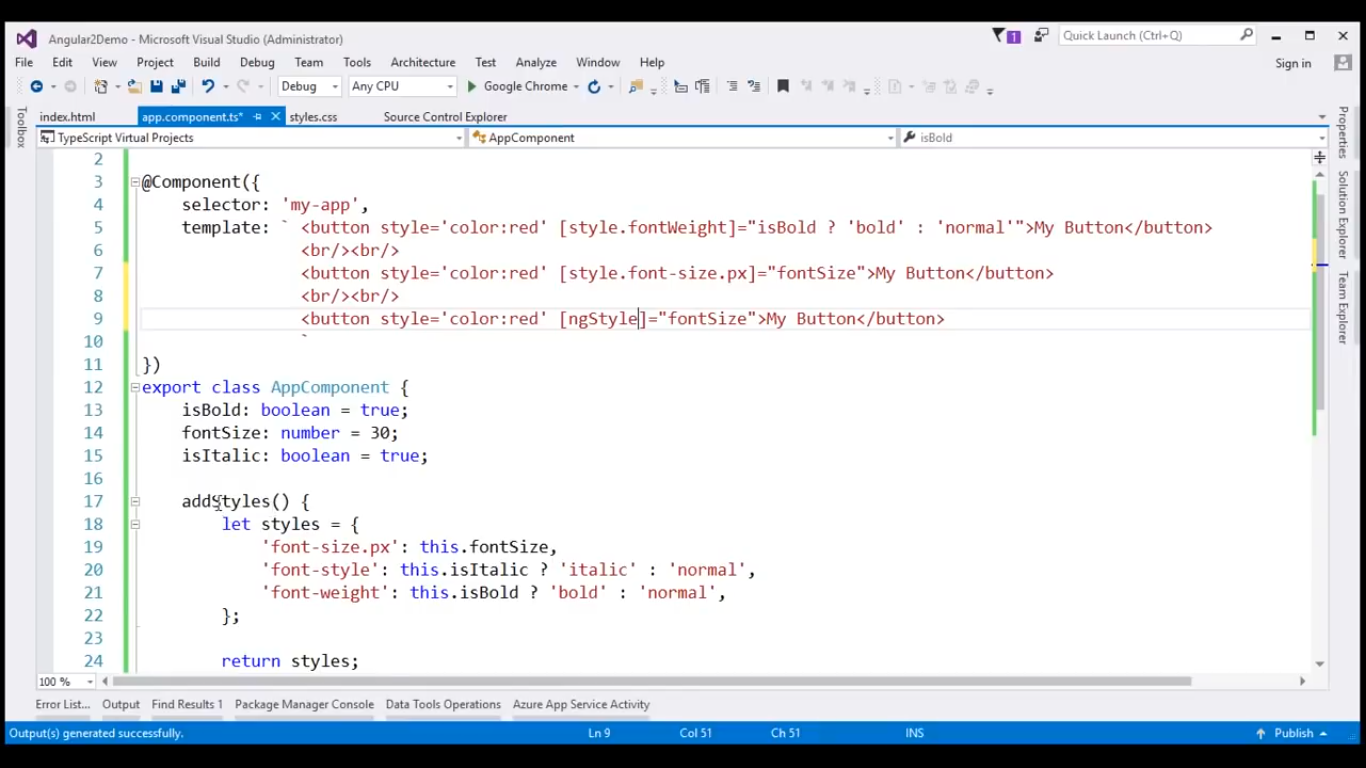 Angular2Demo - Microsoft Visual Studio (Administrator)
1
Quick Launch (Ctrl+Q)
File Edit View Project Build Debug Team Tools Architecture Test Analyze Window Help
Sign in
Debug Any CPU Google Chrome
index.html app.component.ts* styles.css Source Control Explorer
TypeScript Virtual Projects AppComponent isBold
Toolbox
Properties
Solution Explorer
Team Explorer
2
3 @Component({
4 selector: 'my-app',
5 template: ` <button style='color:red' [style.fontWeight]="isBold ? 'bold' : 'normal'">My Button</button>
6 <br/><br/>
7 <button style='color:red' [style.font-size.px]="fontSize">My Button</button>
8 <br/><br/>
9 <button style='color:red' [ngStyle]="fontSize">My Button</button>
10 `
11 })
12 export class AppComponent {
13 isBold: boolean = true;
14 fontSize: number = 30;
15 isItalic: boolean = true;
16
17 addStyles() {
18 let styles = {
19 'font-size.px': this.fontSize,
20 'font-style': this.isItalic ? 'italic' : 'normal',
21 'font-weight': this.isBold ? 'bold' : 'normal',
22 };
23
24 return styles;
100 %
Error List... Output Find Results 1 Package Manager Console Data Tools Operations Azure App Service Activity
Output(s) generated successfully. Ln 9 Col 51 Ch 51 INS Publish